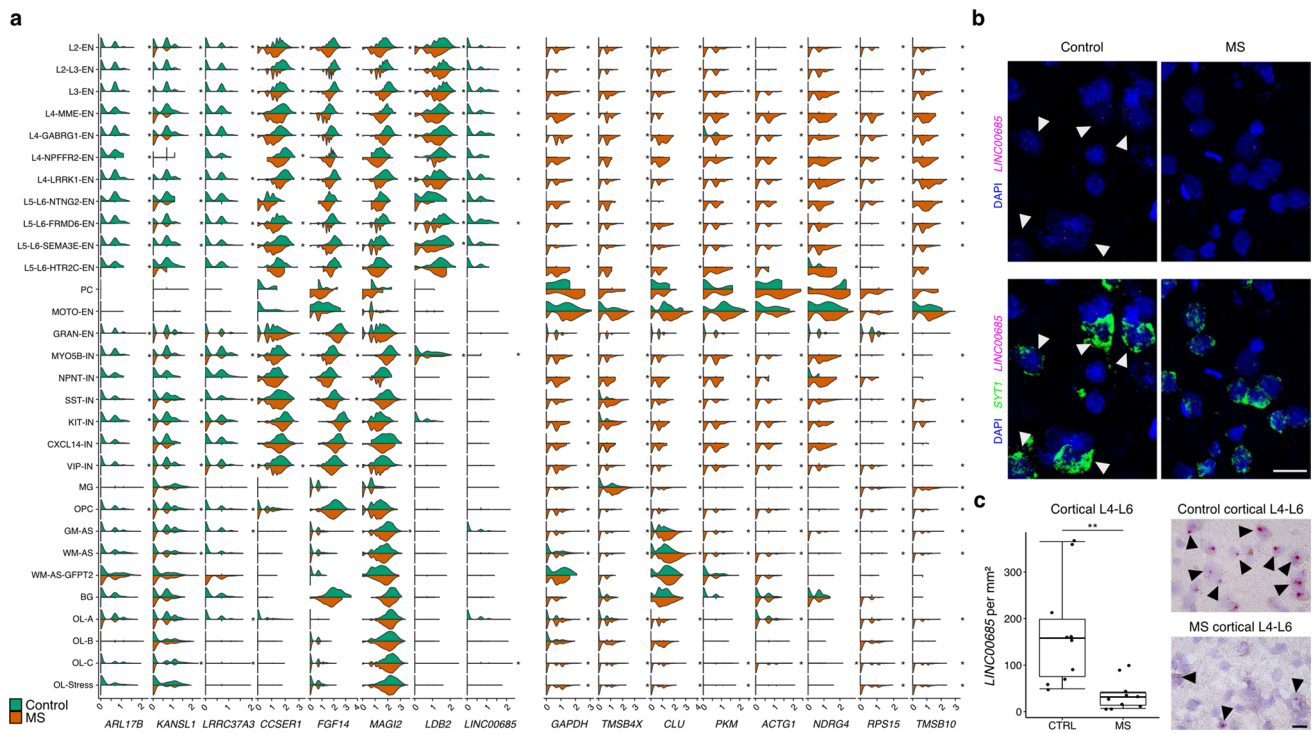 a
L2-EN
L2-L3-EN
L3-EN
L4-MME-EN
L4-GABRG1-EN
L4-NPFFR2-EN
L4-LRRK1-EN
L5-L6-NTNG2-EN
L5-L6-FRMD6-EN
L5-L6-SEMA3E-EN
L5-L6-HTR2C-EN
PC
MOTO-EN
GRAN-EN
MYO5B-IN
NPNT-IN
SST-IN
KIT-IN
CXCL14-IN
VIP-IN
MG
OPC
GM-AS
WM-AS
WM-AS-GFPT2
BG
OL-A
OL-B
OL-C
OL-Stress
Control
MS
ARL17B KANSL1 LRRC37A3 CCSER1 FGF14 MAGI2 LDB2 LINC00685 GAPDH TMSB4X CLU PKM ACTG1 NDRG4 RPS15 TMSB10
b
Control MS
DAPI LINC00685
DAPI SYT1 LINC00685
c
Cortical L4-L6
**
LINC00685 per mm²
300
200
100
0
CTRL MS
Control cortical L4-L6
MS cortical L4-L6